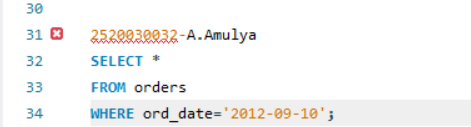 30
31 2520030032-A.Amulya
32 SELECT *
33 FROM orders
34 WHERE ord_date='2012-09-10';